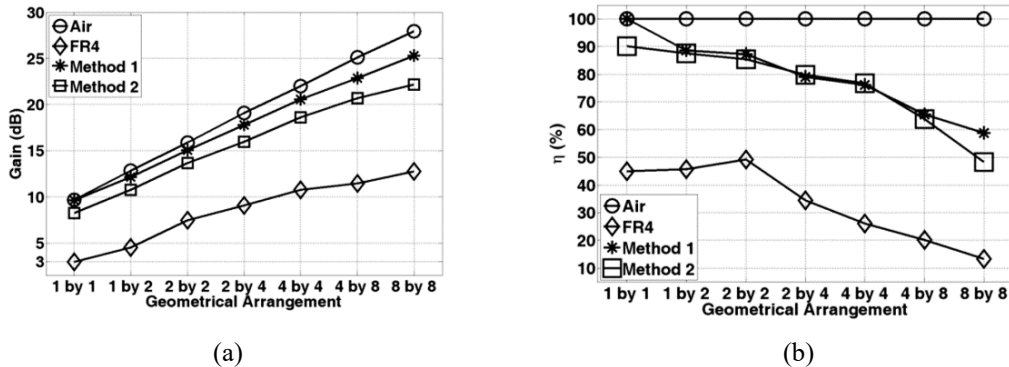 30
25
20
15
10
5
3
Gain (dB)
Air
FR4
Method 1
Method 2
1 by 1 1 by 2 2 by 2 2 by 4 4 by 4 4 by 8 8 by 8
Geometrical Arrangement
(a)
100
90
80
70
60
50
40
30
20
10
η (%)
Air
FR4
Method 1
Method 2
1 by 1 1 by 2 2 by 2 2 by 4 4 by 4 4 by 8 8 by 8
Geometrical Arrangement
(b)